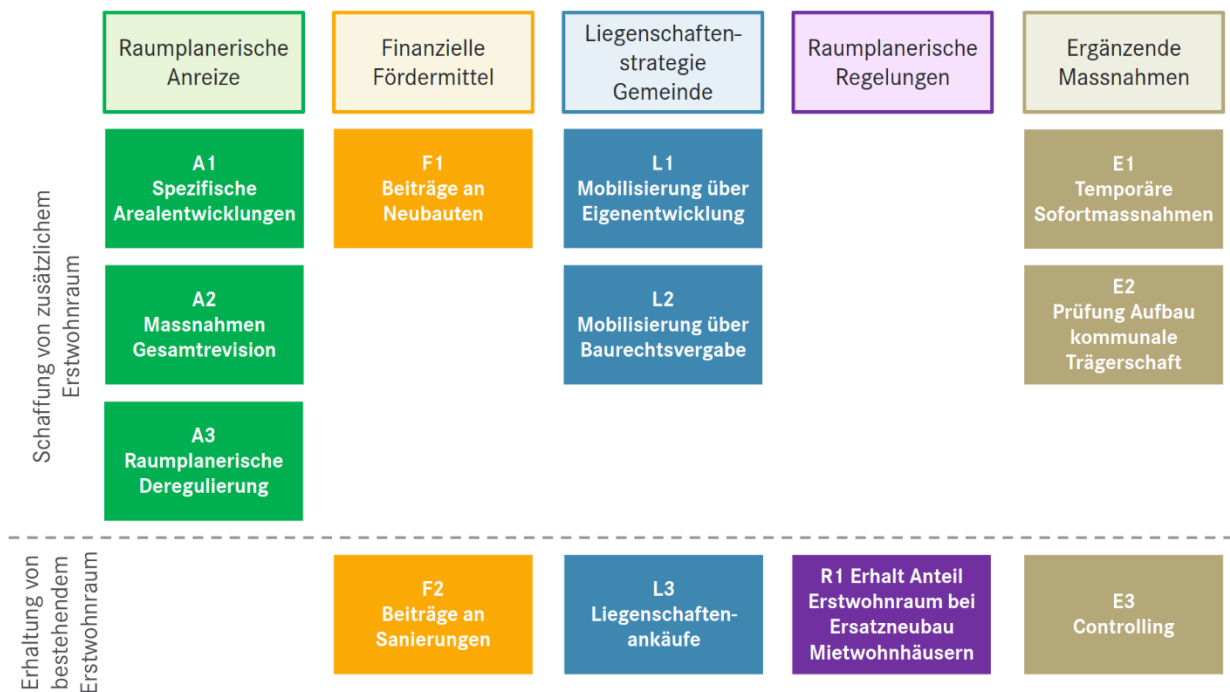 Raumplanerische
Anreize
Finanzielle
Fördermittel
Liegenschaften-
strategie
Gemeinde
Raumplanerische
Regelungen
Ergänzende
Massnahmen
Schaffung von zusätzlichem
Erstwohnraum
A1
Spezifische
Arealentwicklungen
F1
Beiträge an
Neubauten
L1
Mobilisierung über
Eigenentwicklung
E1
Temporäre
Sofortmassnahmen
A2
Massnahmen
Gesamtrevision
L2
Mobilisierung über
Baurechtsvergabe
E2
Prüfung Aufbau
kommunale
Trägerschaft
A3
Raumplanerische
Deregulierung
Erhaltung von
bestehendem
Erstwohnraum
F2
Beiträge an
Sanierungen
L3
Liegenschaften-
ankäufe
R1 Erhalt Anteil
Erstwohnraum bei
Ersatzneubau
Mietwohnhäusern
E3
Controlling